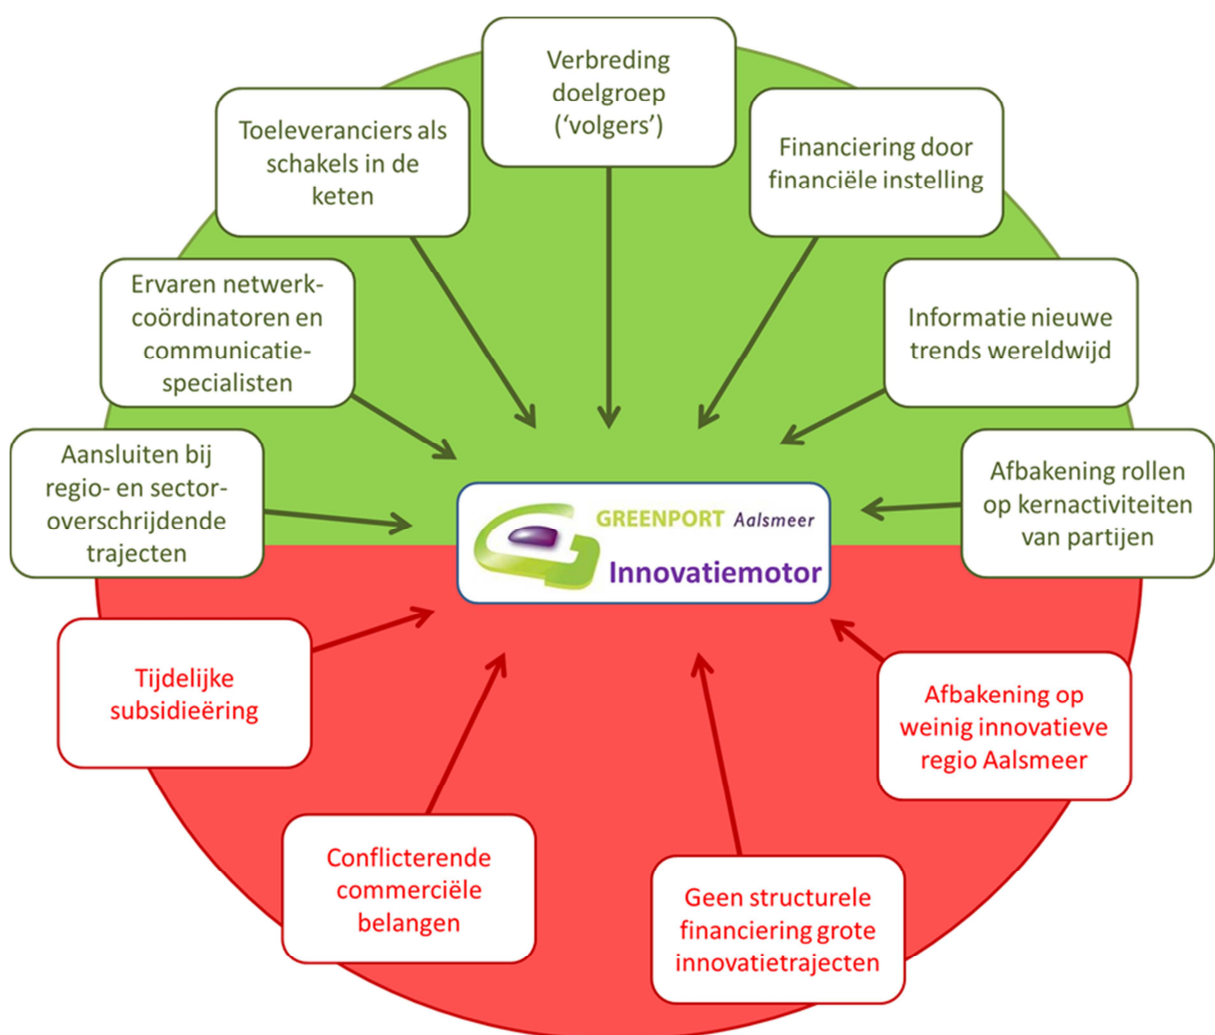 Verbreding
doelgroep
(‘volgers’)
Toeleveranciers als
schakels in de
keten
Financiering door
financiële instelling
Ervaren netwerk-
coördinatoren en
communicatie-
specialisten
Informatie nieuwe
trends wereldwijd
Aansluiten bij
regio- en sector-
overschrijdende
trajecten
Afbakening rollen
op kernactiviteiten
van partijen
GREENPORT Aalsmeer
Innovatiemotor
Tijdelijke
subsidieëring
Afbakening op
weinig innovatieve
regio Aalsmeer
Conflicterende
commerciële
belangen
Geen structurele
financiering grote
innovatietrajecten